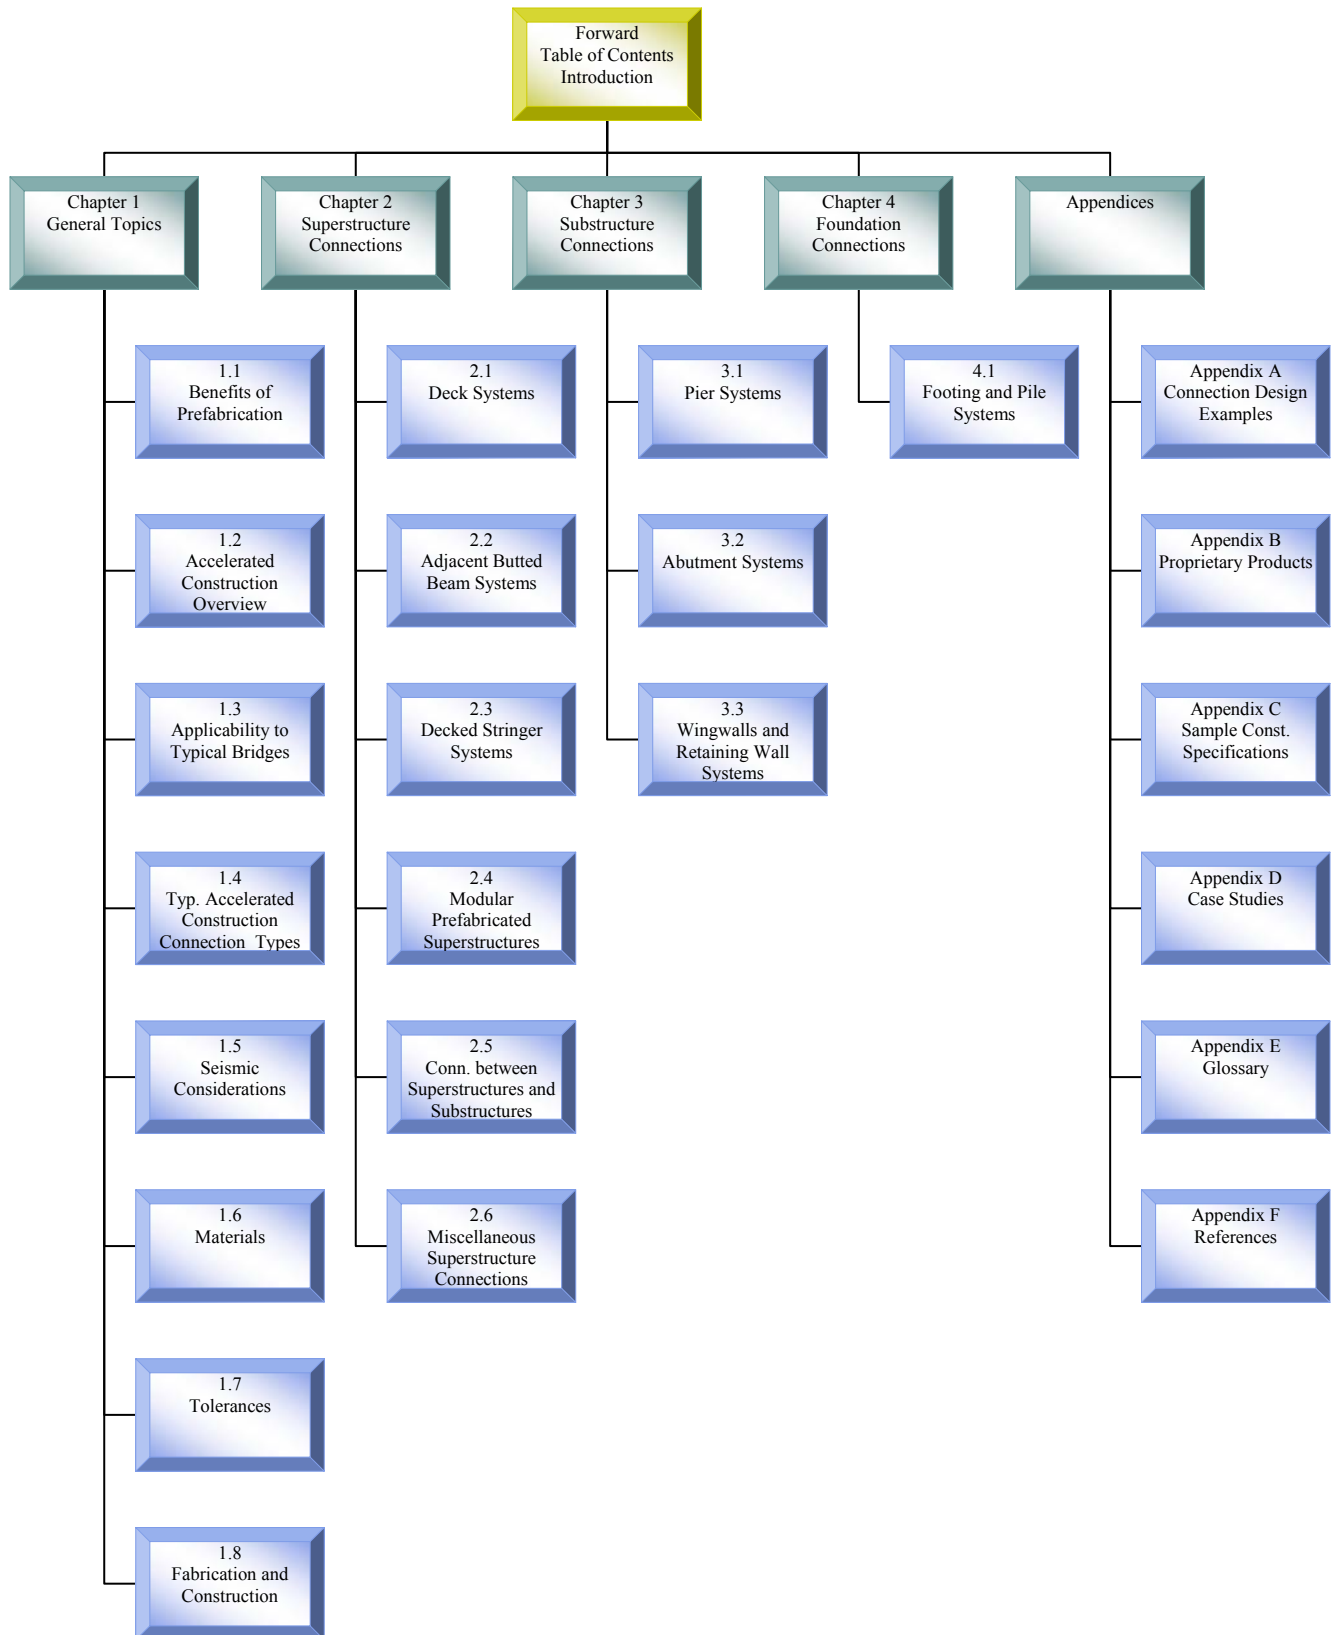 Forward
Table of Contents
Introduction
Chapter 1
General Topics
Chapter 2
Superstructure
Connections
Chapter 3
Substructure
Connections
Chapter 4
Foundation
Connections
Appendices
1.1
Benefits of
Prefabrication
1.2
Accelerated
Construction
Overview
1.3
Applicability to
Typical Bridges
1.4
Typ. Accelerated
Construction
Connection Types
1.5
Seismic
Considerations
1.6
Materials
1.7
Tolerances
1.8
Fabrication and
Construction
2.1
Deck Systems
2.2
Adjacent Butted
Beam Systems
2.3
Decked Stringer
Systems
2.4
Modular
Prefabricated
Superstructures
2.5
Conn. between
Superstructures and
Substructures
2.6
Miscellaneous
Superstructure
Connections
3.1
Pier Systems
3.2
Abutment Systems
3.3
Wingwalls and
Retaining Wall
Systems
4.1
Footing and Pile
Systems
Appendix A
Connection Design
Examples
Appendix B
Proprietary Products
Appendix C
Sample Const.
Specifications
Appendix D
Case Studies
Appendix E
Glossary
Appendix F
References